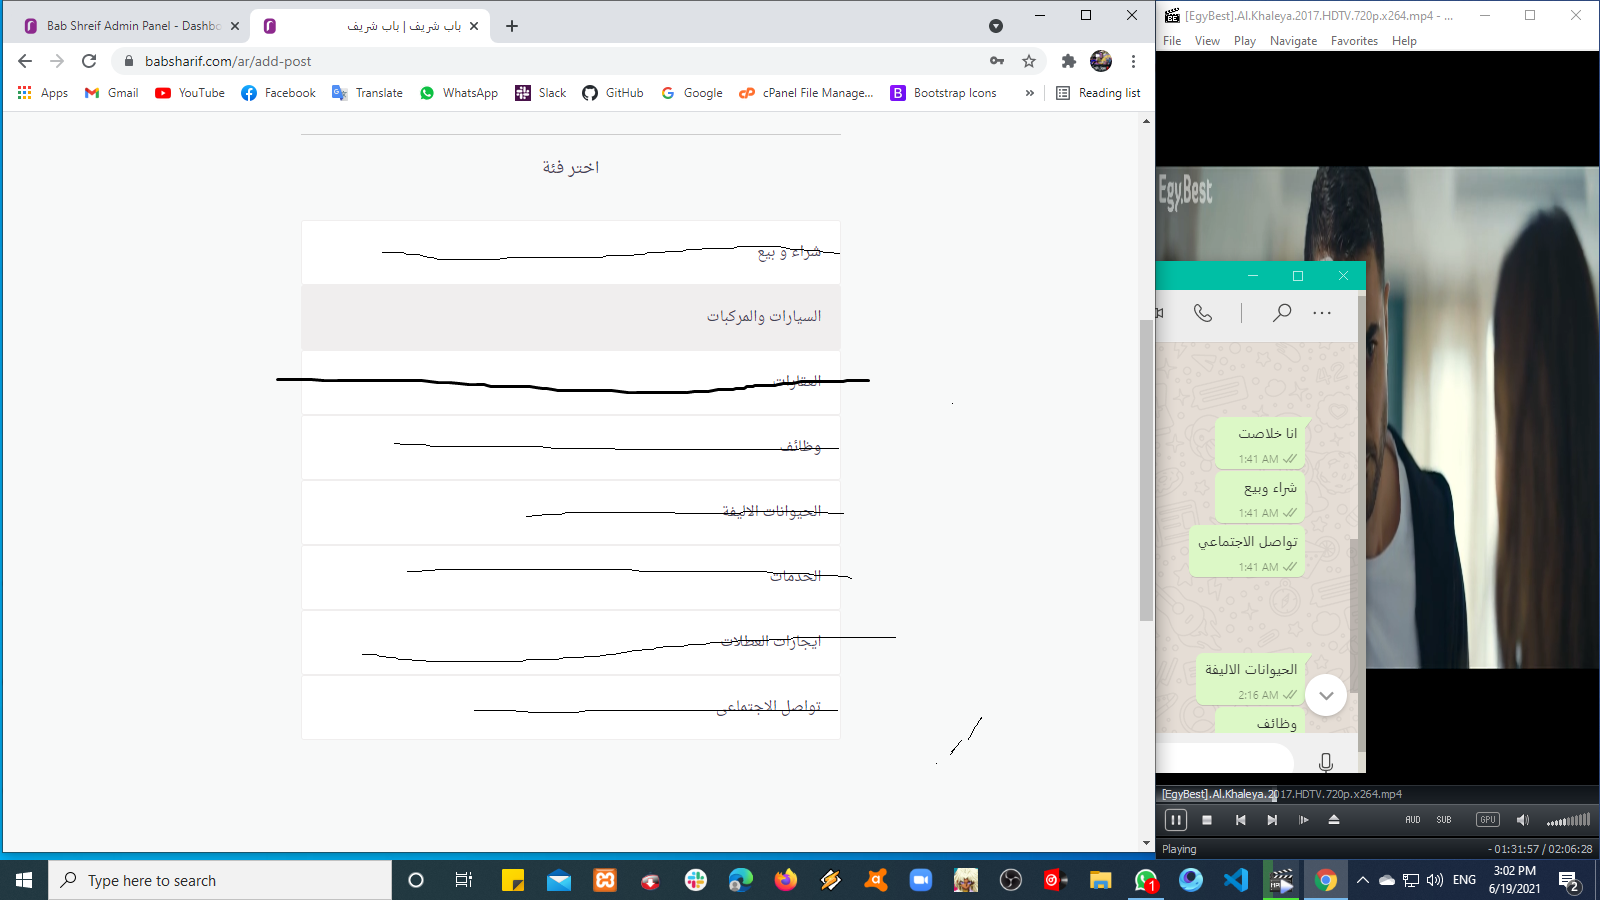 Bab Shreif Admin Panel - Dashbo
باب شريف | باب شريف
babsharif.com/ar/add-post
Apps
Gmail
YouTube
Facebook
Translate
WhatsApp
Slack
GitHub
Google
cPanel File Manage...
Bootstrap Icons
»
Reading list
اختر فئة
شراء و بيع
السيارات والمركبات
العقارات
وظائف
الحيوانات الاليفة
الخدمات
ايجارات العطلات
تواصل الاجتماعى
[EgyBest].Al.Khaleya.2017.HDTV.720p.x264.mp4 - ...
File View Play Navigate Favorites Help
Egy.Best
انا خلاصت
1:41 AM
شراء وبيع
1:41 AM
تواصل الاجتماعي
1:41 AM
الحيوانات الاليفة
2:16 AM
وظائف
[EgyBest].Al.Khaleya.2017.HDTV.720p.x264.mp4
AUD SUB GPU
Playing
- 01:31:57 / 02:06:28
Type here to search
1
ENG
3:02 PM
6/19/2021
2